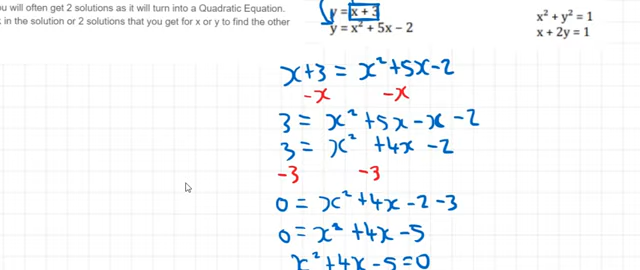 u will often get 2 solutions as it will turn into a Quadratic Equation.
in the solution or 2 solutions that you get for x or y to find the other
y = x + 3
y = x² + 5x − 2
x² + y² = 1
x + 2y = 1
x+3 = x²+5x-2
-x -x
3 = x²+5x-x-2
3 = x² +4x -2
-3 -3
0 = x²+4x-2-3
0 = x²+4x-5
x²+4x-5=0